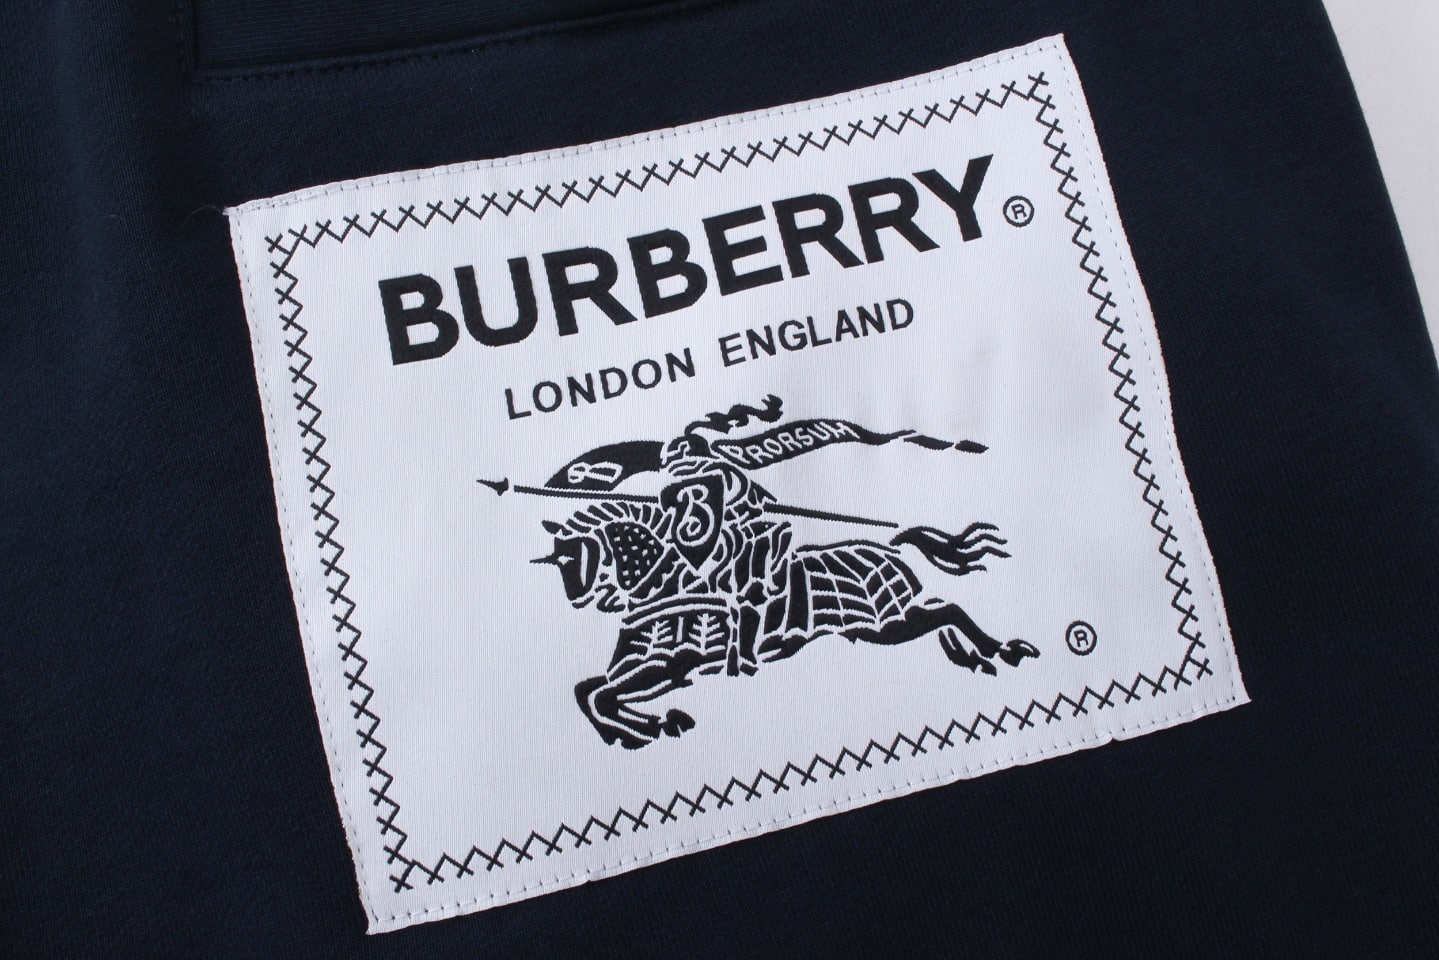 BURBERRY®
LONDON ENGLAND
PRORSUM
B
®